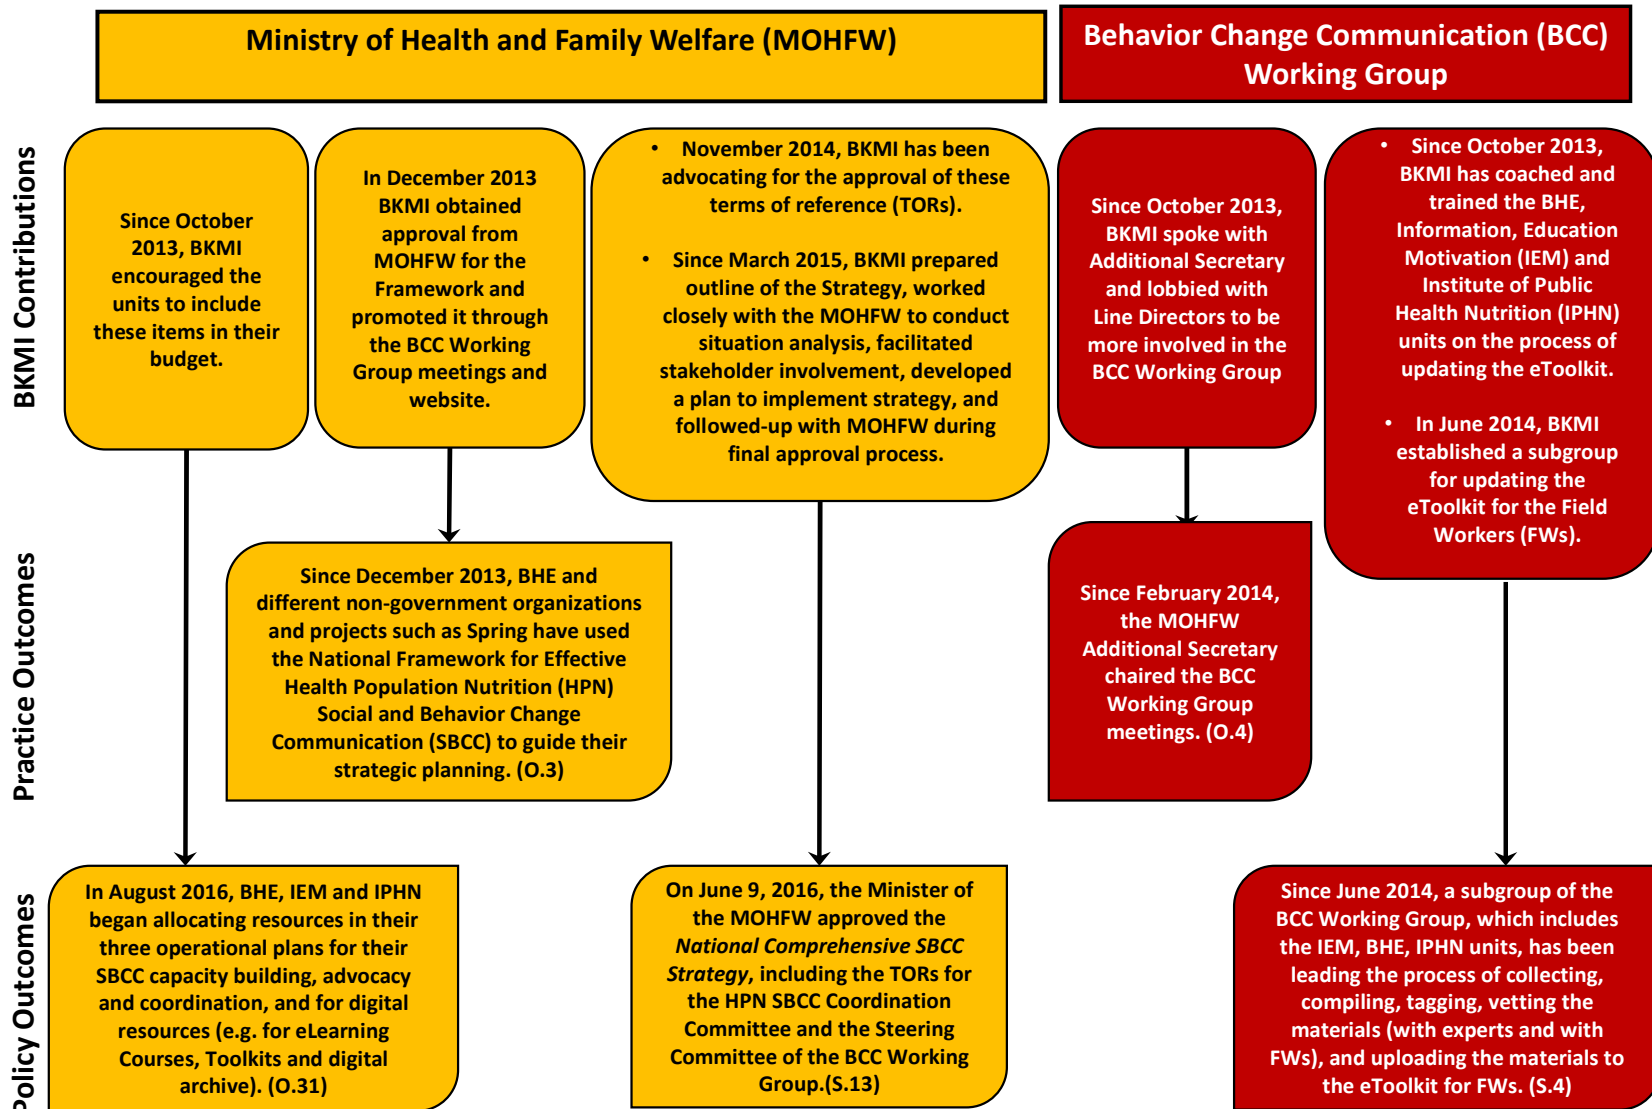 Ministry of Health and Family Welfare (MOHFW)
Behavior Change Communication (BCC)
Working Group
BKMI Contributions
Since October
2013, BKMI
encouraged the
units to include
these items in their
budget.
In December 2013
BKMI obtained
approval from
MOHFW for the
Framework and
promoted it through
the BCC Working
Group meetings and
website.
• November 2014, BKMI has been
advocating for the approval of these
terms of reference (TORs).
• Since March 2015, BKMI prepared
outline of the Strategy, worked
closely with the MOHFW to conduct
situation analysis, facilitated
stakeholder involvement, developed
a plan to implement strategy, and
followed-up with MOHFW during
final approval process.
Since October 2013,
BKMI spoke with
Additional Secretary
and lobbied with
Line Directors to be
more involved in the
BCC Working Group
• Since October 2013,
BKMI has coached and
trained the BHE,
Information, Education
Motivation (IEM) and
Institute of Public
Health Nutrition (IPHN)
units on the process of
updating the eToolkit.
• In June 2014, BKMI
established a subgroup
for updating the
eToolkit for the Field
Workers (FWs).
Practice Outcomes
Since December 2013, BHE and
different non-government organizations
and projects such as Spring have used
the National Framework for Effective
Health Population Nutrition (HPN)
Social and Behavior Change
Communication (SBCC) to guide their
strategic planning. (O.3)
Since February 2014,
the MOHFW
Additional Secretary
chaired the BCC
Working Group
meetings. (O.4)
Policy Outcomes
In August 2016, BHE, IEM and IPHN
began allocating resources in their
three operational plans for their
SBCC capacity building, advocacy
and coordination, and for digital
resources (e.g. for eLearning
Courses, Toolkits and digital
archive). (O.31)
On June 9, 2016, the Minister of
the MOHFW approved the
National Comprehensive SBCC
Strategy, including the TORs for
the HPN SBCC Coordination
Committee and the Steering
Committee of the BCC Working
Group.(S.13)
Since June 2014, a subgroup of the
BCC Working Group, which includes
the IEM, BHE, IPHN units, has been
leading the process of collecting,
compiling, tagging, vetting the
materials (with experts and with
FWs), and uploading the materials to
the eToolkit for FWs. (S.4)